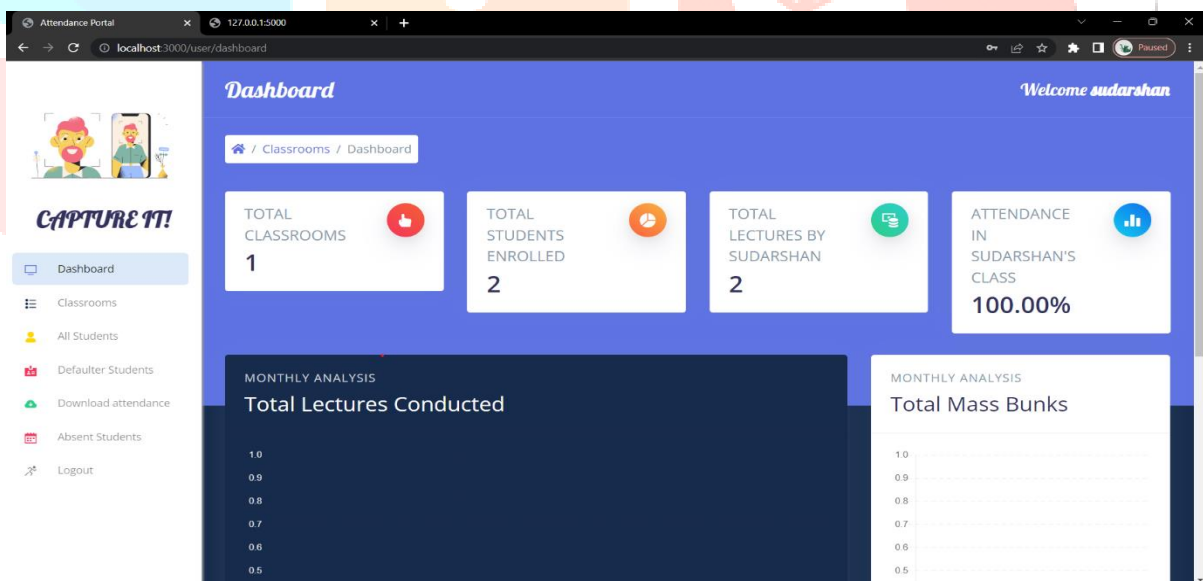 Attendance Portal
127.0.0.1:5000
localhost:3000/user/dashboard
Paused
Dashboard
Welcome sudarshan
/ Classrooms / Dashboard
CAPTURE IT!
Dashboard
Classrooms
All Students
Defaulter Students
Download attendance
Absent Students
Logout
TOTAL
CLASSROOMS
1
TOTAL
STUDENTS
ENROLLED
2
TOTAL
LECTURES BY
SUDARSHAN
2
ATTENDANCE
IN
SUDARSHAN'S
CLASS
100.00%
MONTHLY ANALYSIS
Total Lectures Conducted
1.0
0.9
0.8
0.7
0.6
0.5
MONTHLY ANALYSIS
Total Mass Bunks
1.0
0.9
0.8
0.7
0.6
0.5